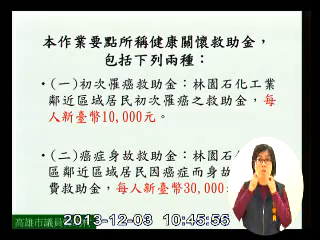 本作業要點所稱健康關懷救助金，
包括下列兩種：
•(一)初次罹癌救助金：林園石化工業
鄰近區域居民初次罹癌之救助金，每
人新臺幣10,000元。
•(二)癌症身故救助金：林園石
區鄰近區域居民因癌症而身故
費救助金，每人新臺幣30,000
高雄市議員
2013-12-03 10:45:56